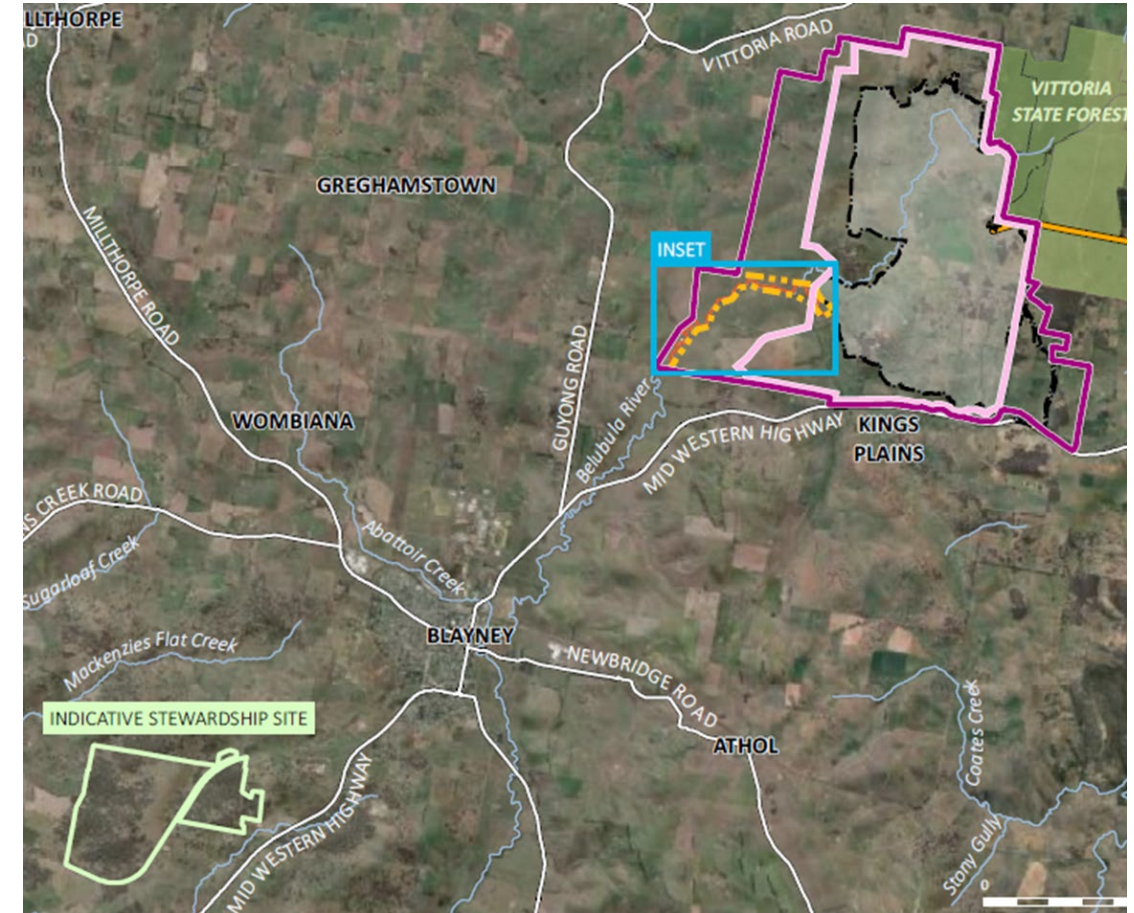 LLTHORPE
AD
VITTORIA ROAD
VITTORIA
STATE FOREST
GREGHAMSTOWN
MILLTHORPE ROAD
INSET
GUYONG ROAD
Belubula River
MID WESTERN HIGHWAY
KINGS
PLAINS
WOMBIANA
NS CREEK ROAD
Abattoir Creek
Sugarloaf Creek
BLAYNEY
Mackenzies Flat Creek
NEWBRIDGE ROAD
INDICATIVE STEWARDSHIP SITE
ATHOL
Coates Creek
MID WESTERN HIGHWAY
Stony Gully
0